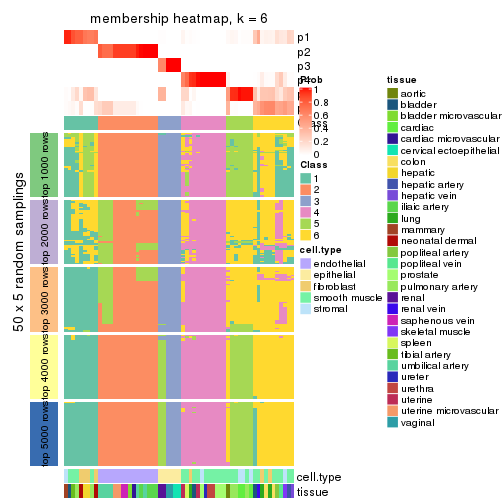 membership heatmap, k = 6
p1
p2
p3
Prob
1
0.8
0.6
0.4
0.2
0
Class
1
2
3
4
5
6
cell.type
endothelial
epithelial
fibroblast
smooth muscle
stromal
tissue
aortic
bladder
bladder microvascular
cardiac
cardiac microvascular
cervical ectoepithelial
colon
hepatic
hepatic artery
hepatic vein
iliac artery
lung
mammary
neonatal dermal
popliteal artery
popliteal vein
prostate
pulmonary artery
renal
renal vein
saphenous vein
skeletal muscle
spleen
tibial artery
umbilical artery
ureter
urethra
uterine
uterine microvascular
vaginal
50 x 5 random samplings
top 1000 rows
top 2000 rows
top 3000 rows
top 4000 rows
top 5000 rows
cell.type
tissue